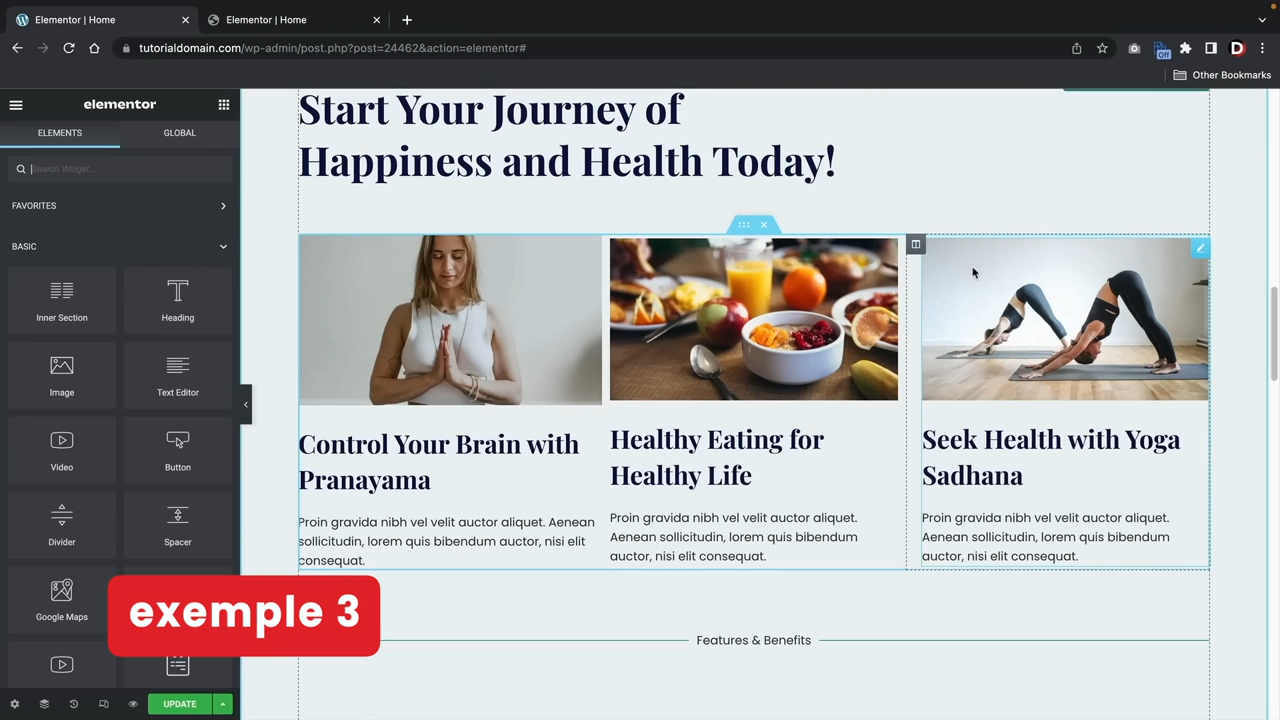 Elementor | Home
Elementor | Home
tutorialdomain.com/wp-admin/post.php?post=24462&action=elementor#
Off
D
Other Bookmarks
elementor
ELEMENTS
GLOBAL
Search Widget...
FAVORITES
BASIC
Inner Section
Heading
Image
Text Editor
Video
Button
Divider
Spacer
Google Maps
UPDATE
Start Your Journey of
Happiness and Health Today!
Control Your Brain with
Pranayama
Proin gravida nibh vel velit auctor aliquet. Aenean
sollicitudin, lorem quis bibendum auctor, nisi elit
consequat.
Healthy Eating for
Healthy Life
Proin gravida nibh vel velit auctor aliquet.
Aenean sollicitudin, lorem quis bibendum
auctor, nisi elit consequat.
Seek Health with Yoga
Sadhana
Proin gravida nibh vel velit auctor aliquet.
Aenean sollicitudin, lorem quis bibendum
auctor, nisi elit consequat.
exemple 3
Features & Benefits